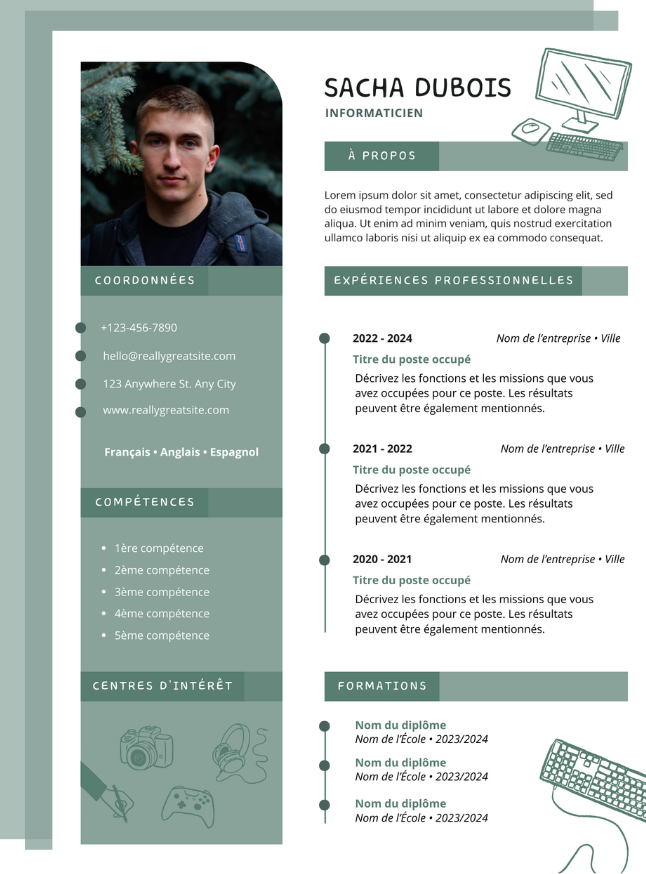 SACHA DUBOIS
INFORMATICIEN
À PROPOS
Lorem ipsum dolor sit amet, consectetur adipiscing elit, sed
do eiusmod tempor incididunt ut labore et dolore magna
aliqua. Ut enim ad minim veniam, quis nostrud exercitation
ullamco laboris nisi ut aliquip ex ea commodo consequat.
COORDONNÉES
+123-456-7890
hello@reallygreatsite.com
123 Anywhere St. Any City
www.reallygreatsite.com
Français • Anglais • Espagnol
COMPÉTENCES
• 1ère compétence
• 2ème compétence
• 3ème compétence
• 4ème compétence
• 5ème compétence
CENTRES D'INTÉRÊT
EXPÉRIENCES PROFESSIONNELLES
2022 - 2024 Nom de l'entreprise • Ville
Titre du poste occupé
Décrivez les fonctions et les missions que vous
avez occupées pour ce poste. Les résultats
peuvent être également mentionnés.
2021 - 2022 Nom de l'entreprise • Ville
Titre du poste occupé
Décrivez les fonctions et les missions que vous
avez occupées pour ce poste. Les résultats
peuvent être également mentionnés.
2020 - 2021 Nom de l'entreprise • Ville
Titre du poste occupé
Décrivez les fonctions et les missions que vous
avez occupées pour ce poste. Les résultats
peuvent être également mentionnés.
FORMATIONS
Nom du diplôme
Nom de l'École • 2023/2024
Nom du diplôme
Nom de l'École • 2023/2024
Nom du diplôme
Nom de l'École • 2023/2024